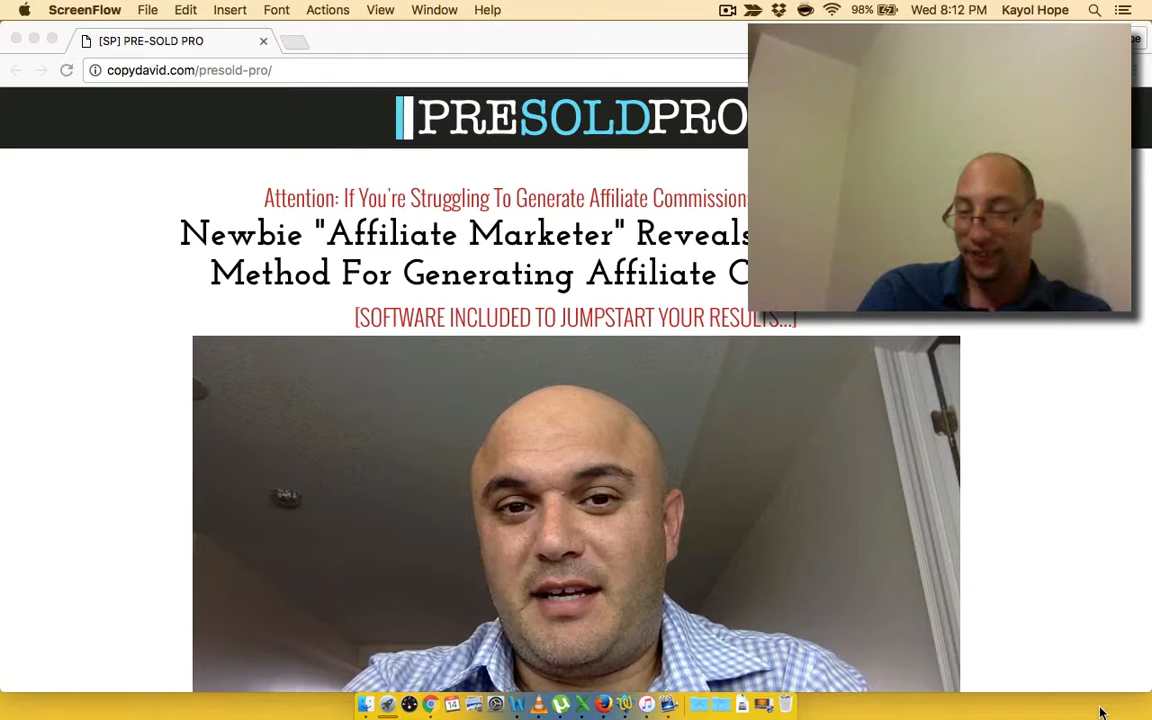 ScreenFlow File Edit Insert Font Actions View Window Help 98% Wed 8:12 PM Kayol Hope
[SP] PRE-SOLD PRO
copydavid.com/presold-pro/
PRESOLDPRO
Attention: If You're Struggling To Generate Affiliate Commissions
Newbie "Affiliate Marketer" Reveals
Method For Generating Affiliate C
[SOFTWARE INCLUDED TO JUMPSTART YOUR RESULTS...]
14